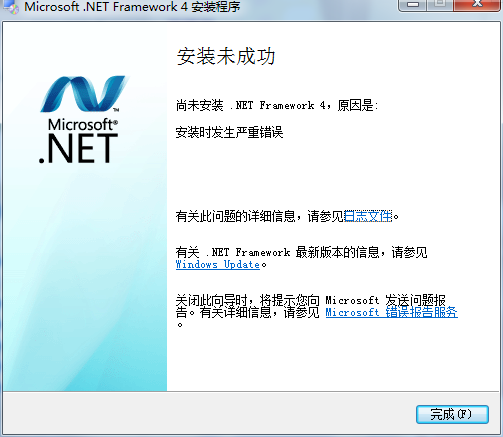 Microsoft .NET Framework 4 安装程序
安装未成功
尚未安装 .NET Framework 4，原因是:
安装时发生严重错误
Microsoft®
.NET™
有关此问题的详细信息，请参见日志文件。
有关 .NET Framework 最新版本的信息，请参见
Windows Update。
关闭此向导时，将提示您向 Microsoft 发送问题报
告。有关详细信息，请参见 Microsoft 错误报告服务
。
完成(F)